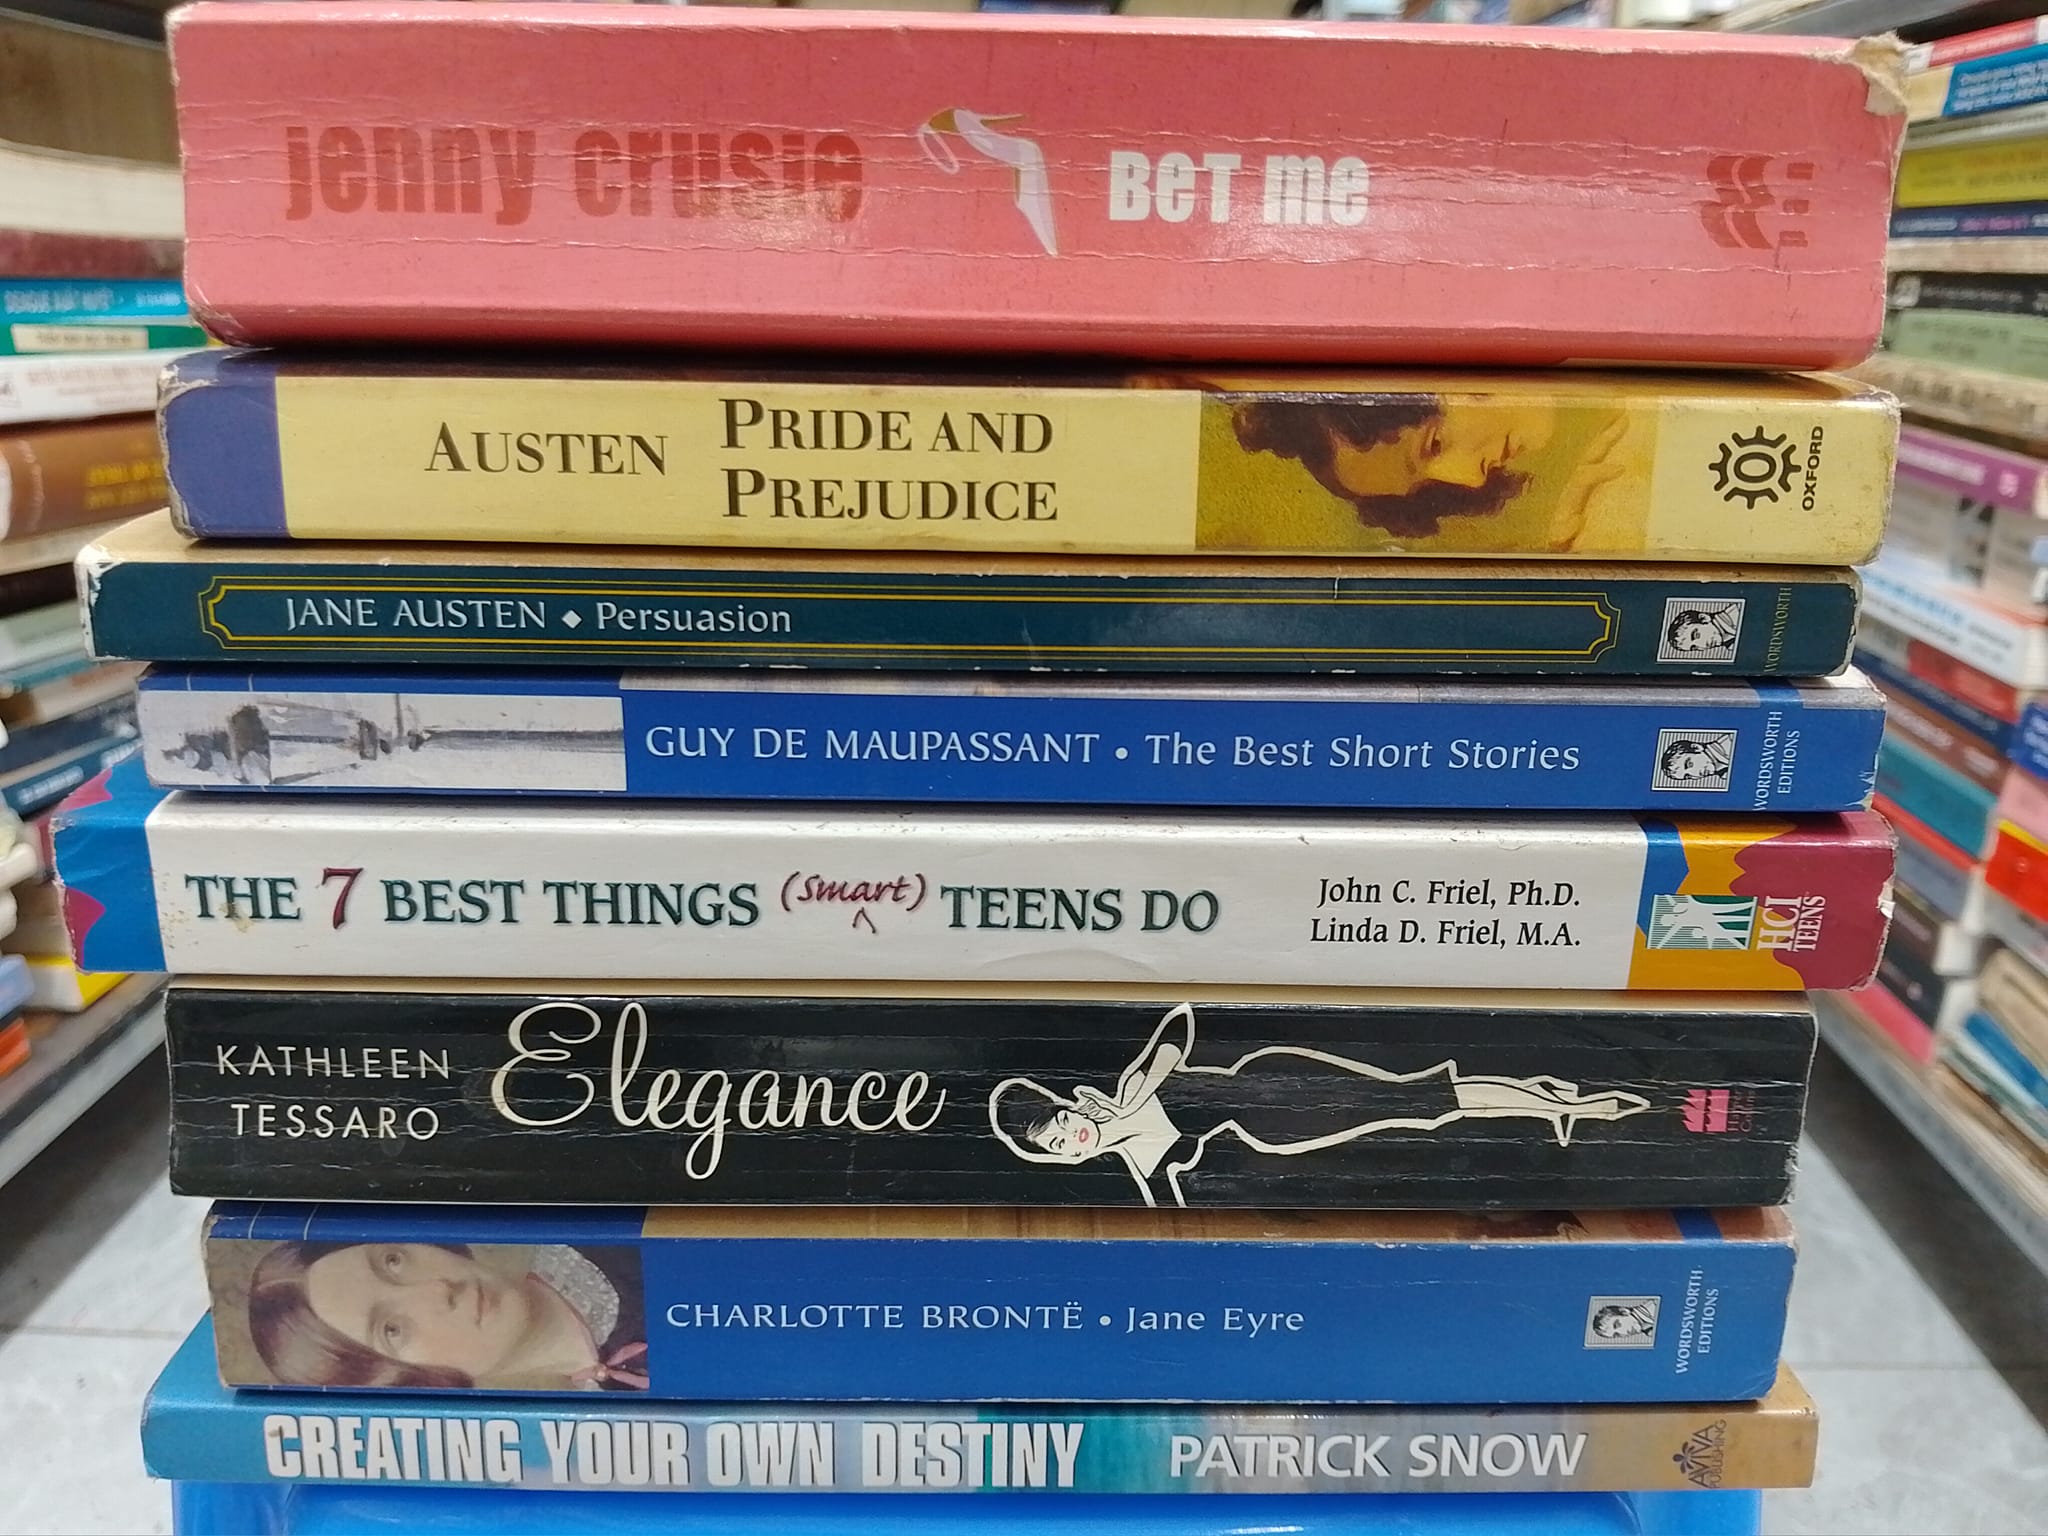 jenny crusie BET me
AUSTEN PRIDE AND
PREJUDICE
OXFORD
JANE AUSTEN ◆ Persuasion
WORDSWORTH
GUY DE MAUPASSANT • The Best Short Stories
WORDSWORTH
EDITIONS
THE 7 BEST THINGS (smart) TEENS DO
John C. Friel, Ph.D.
Linda D. Friel, M.A.
HCI
TEENS
KATHLEEN
TESSARO
Elegance
CHARLOTTE BRONTË • Jane Eyre
WORDSWORTH
EDITIONS
CREATING YOUR OWN DESTINY PATRICK SNOW
AVIVA
PUBLISHING